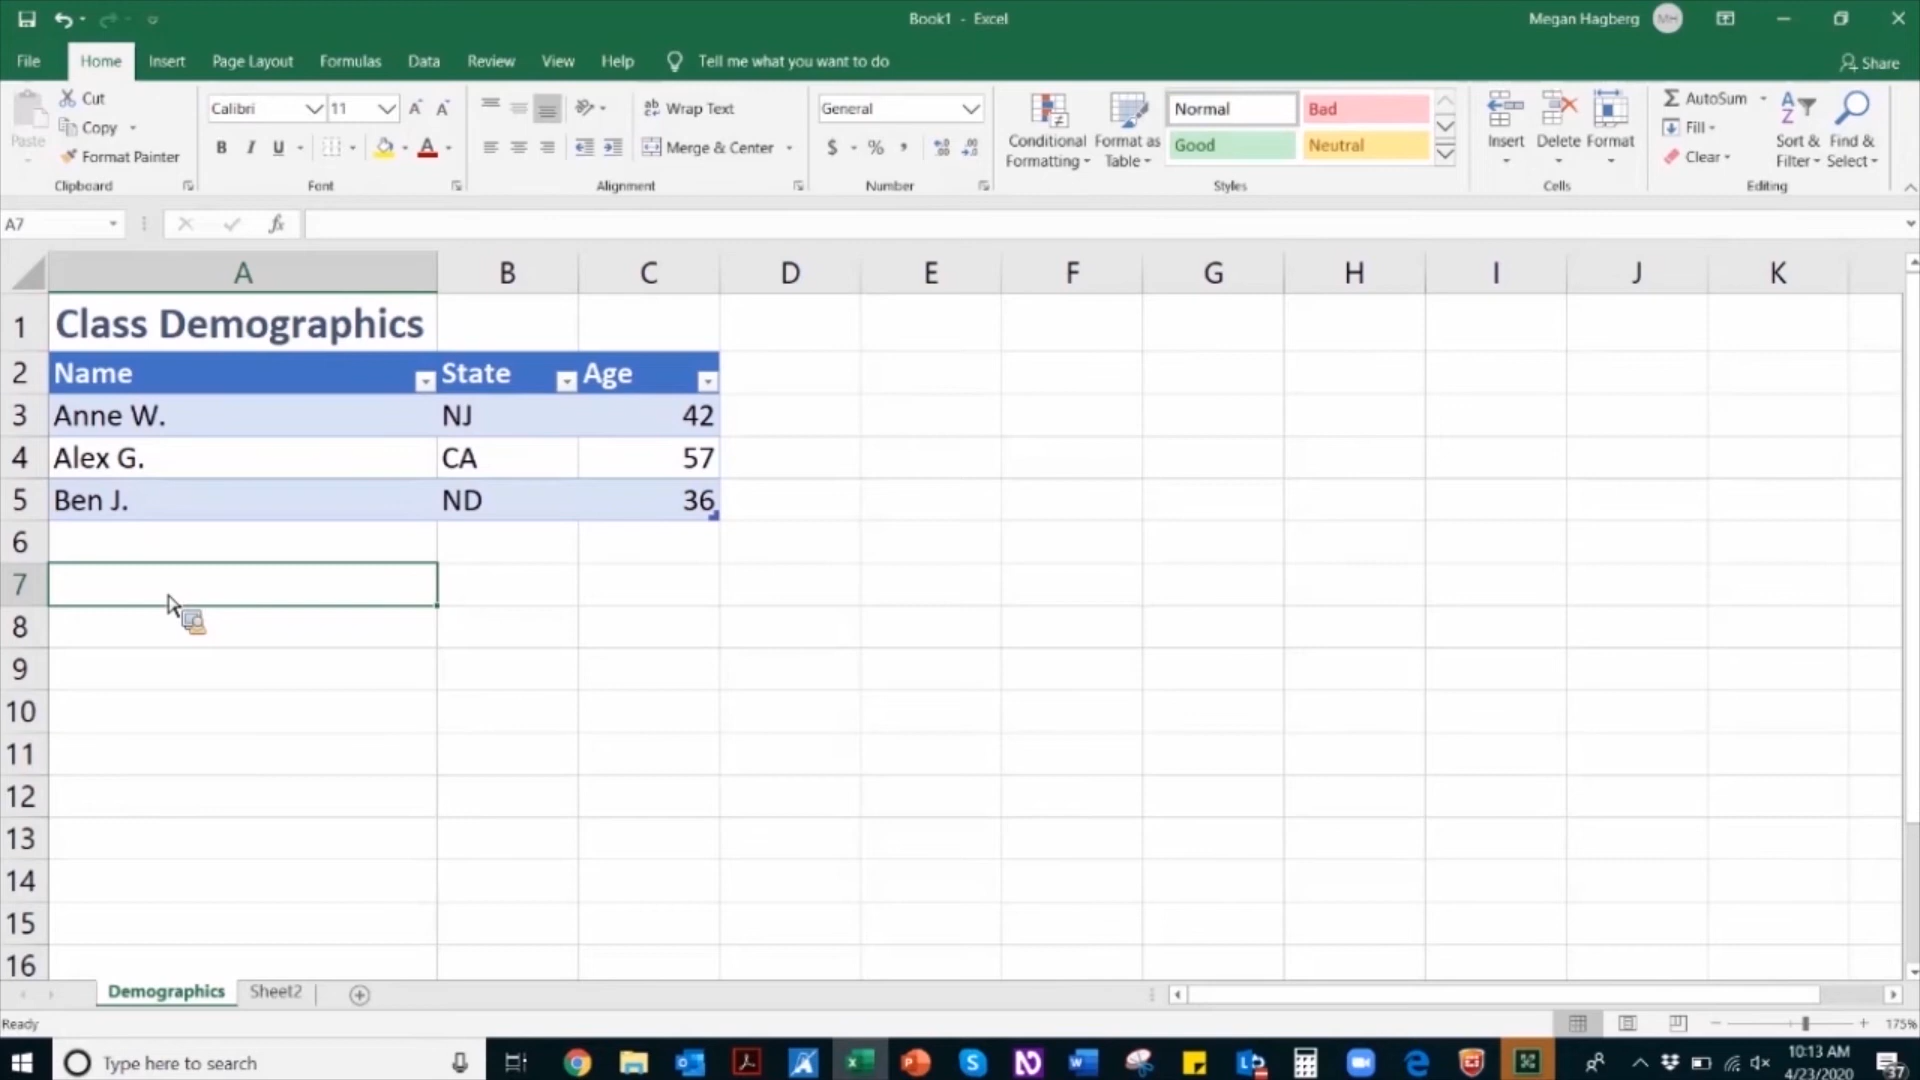 Book1 - Excel
Megan Hagberg MH
File Home Insert Page Layout Formulas Data Review View Help Tell me what you want to do Share
Paste
Cut
Copy
Format Painter
Clipboard
Calibri 11
B I U
Font
Wrap Text
Merge & Center
Alignment
General
$ % ,
Number
Conditional Formatting
Format as Table
Normal Bad
Good Neutral
Styles
Insert Delete Format
Cells
AutoSum
Fill
Clear
Sort & Filter
Find & Select
Editing
A7 fx
A B C D E F G H I J K
1 Class Demographics
2 Name State Age
3 Anne W. NJ 42
4 Alex G. CA 57
5 Ben J. ND 36
6
7
8
9
10
11
12
13
14
15
16
Demographics Sheet2
Ready 175%
Type here to search
10:13 AM
4/23/2020
37